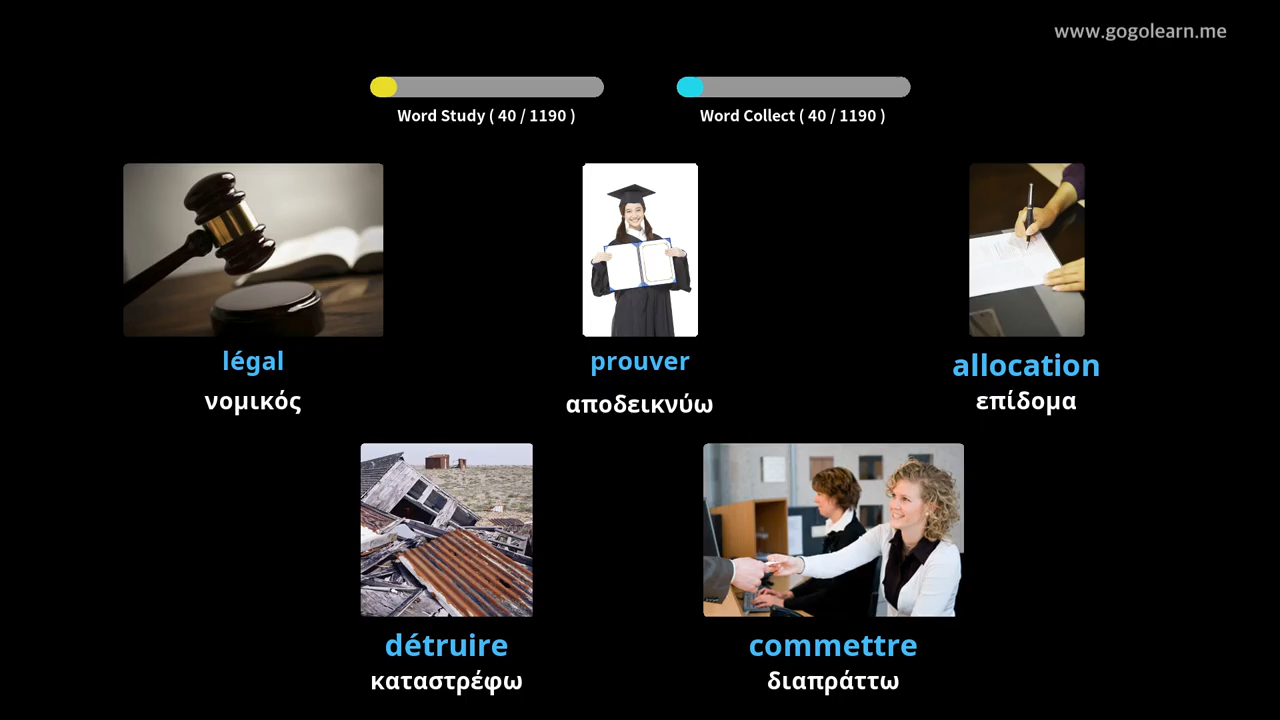 www.gogolearn.me
Word Study ( 40 / 1190 )
Word Collect ( 40 / 1190 )
légal
prouver
allocation
νομικός
αποδεικνύω
επίδομα
détruire
commettre
καταστρέφω
διαπράττω